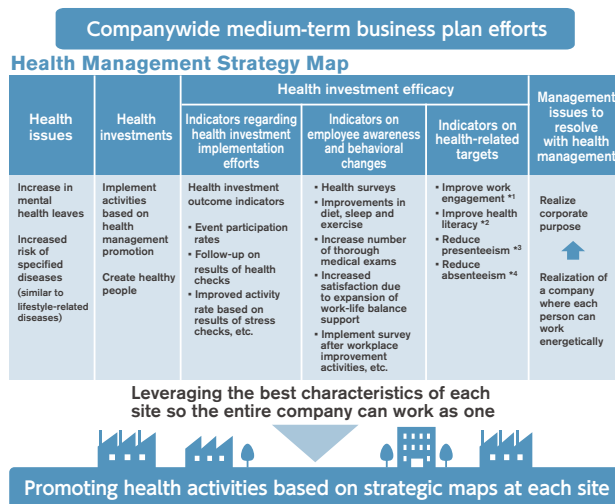 Companywide medium-term business plan efforts
Health Management Strategy Map
Health
issues
Health
investments
Health investment efficacy
Indicators regarding
health investment
implementation
efforts
Indicators on
employee awareness
and behavioral
changes
Indicators on
health-related
targets
Management
issues to
resolve
with health
management
Increase in
mental
health leaves
Increased
risk of
specified
diseases
(similar to
lifestyle-related
diseases)
Implement
activities
based on
health
management
promotion
Create healthy
people
Health investment
outcome indicators
• Event participation
rates
• Follow-up on
results of health
checks
• Improved activity
rate based on
results of stress
checks, etc.
• Health surveys
• Improvements in
diet, sleep and
exercise
• Increase number
of thorough
medical exams
• Increased
satisfaction due
to expansion of
work-life balance
support
• Implement survey
after workplace
improvement
activities, etc.
• Improve work
engagement *1
• Improve health
literacy *2
• Reduce
presenteeism *3
• Reduce
absenteeism *4
Realize
corporate
purpose
Realization of
a company
where each
person can
work
energetically
Leveraging the best characteristics of each
site so the entire company can work as one
Promoting health activities based on strategic maps at each site